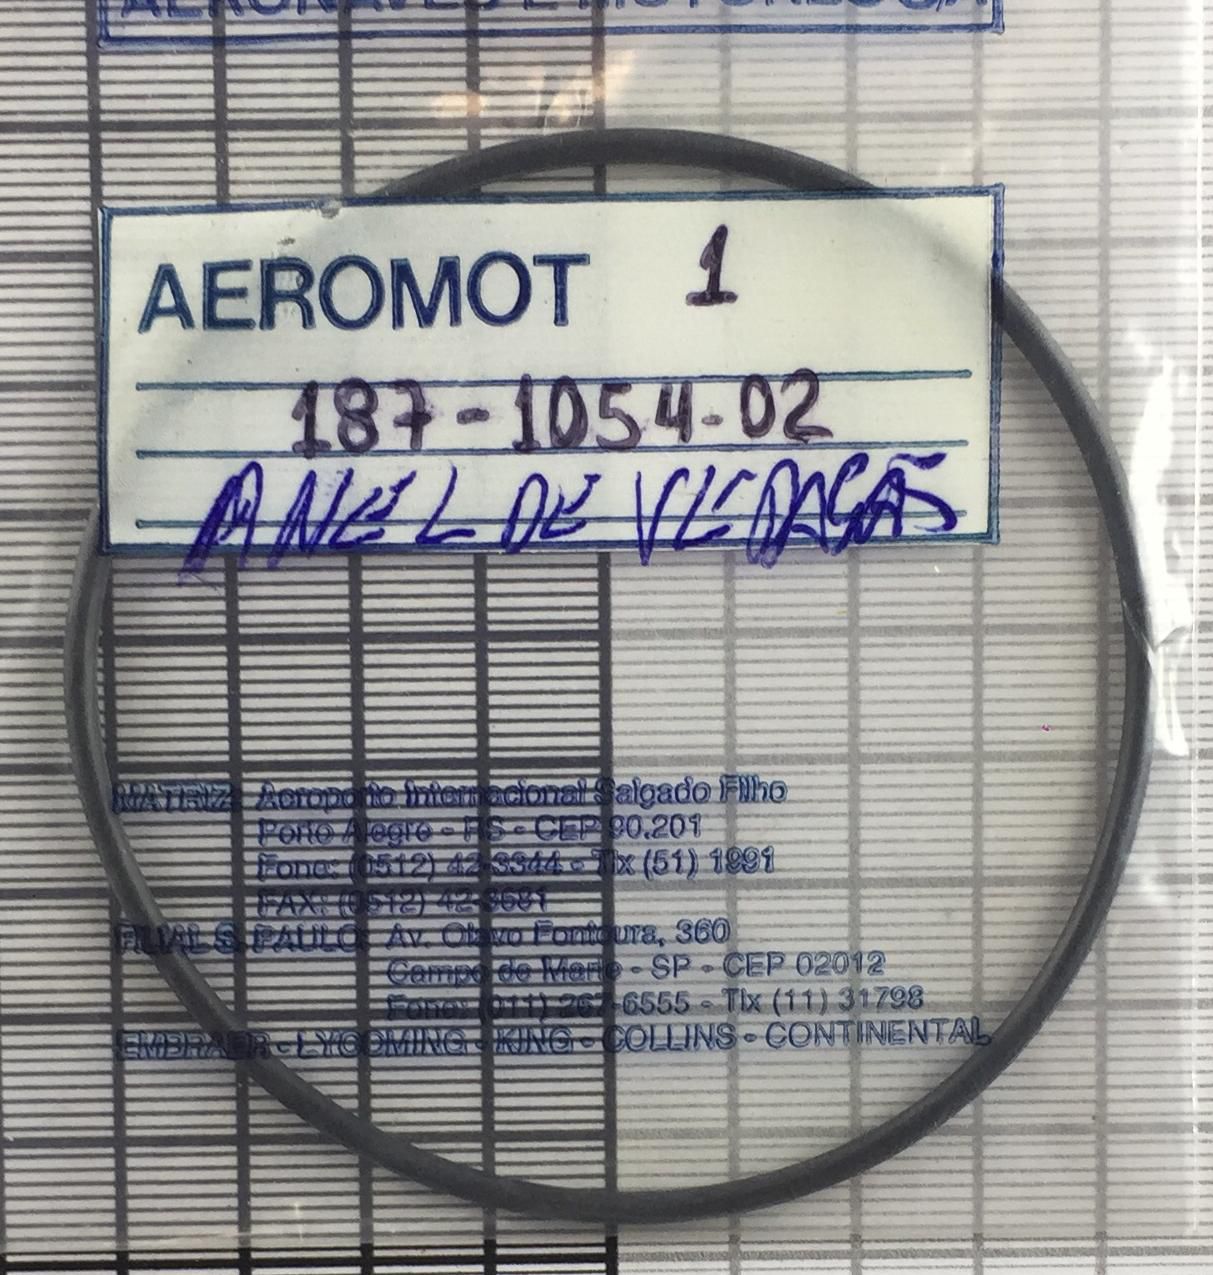 AEROMOT 1
187-1054-02
ANEL DE VEDAÇÃO
MATRIZ: Aeroporto Internacional Salgado Filho
Porto Alegre - RS - CEP 90.201
Fone: (0512) 42-3344 - Tlx (51) 1991
FAX: (0512) 42-3681
FILIAL S. PAULO: Av. Olavo Fontoura, 360
Campo de Marte - SP - CEP 02012
Fone: (011) 267-6555 - Tlx (11) 31798
EMBRAER - LYCOMING - KING - COLLINS - CONTINENTAL